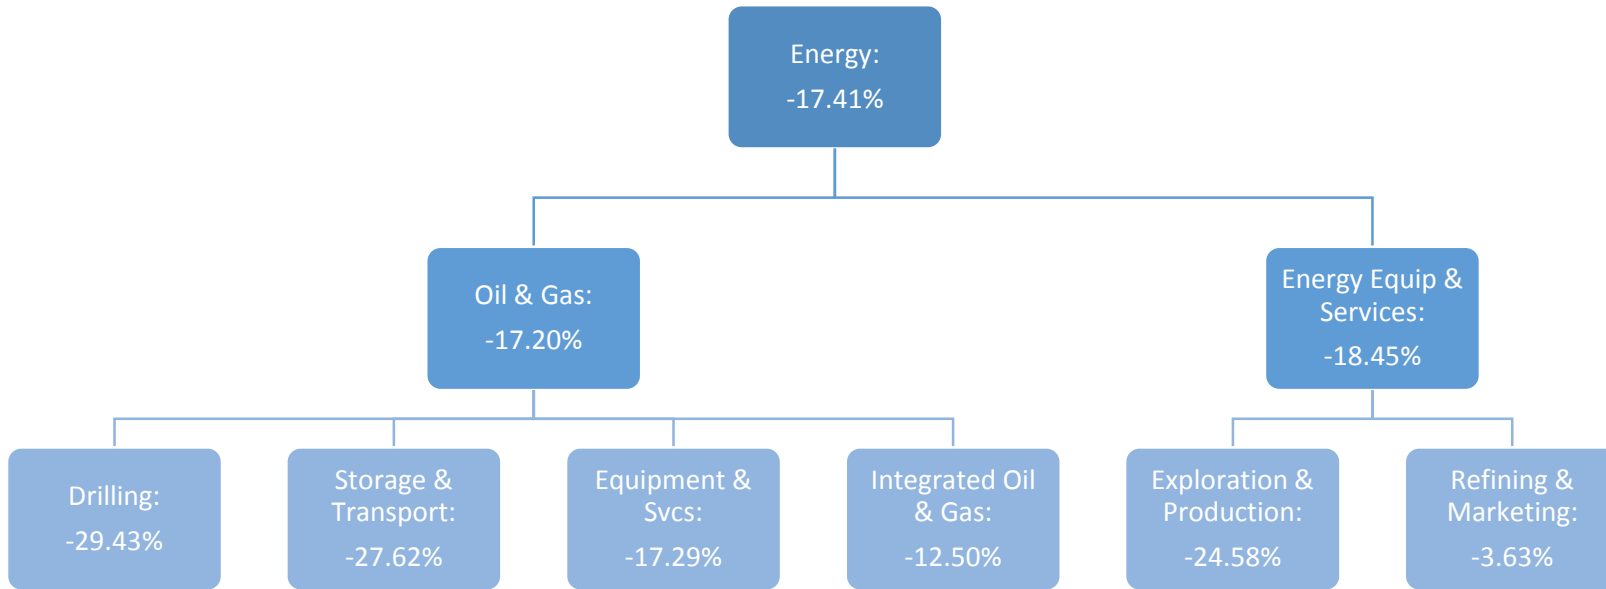 Energy:
-17.41%
Oil & Gas:
-17.20%
Energy Equip &
Services:
-18.45%
Drilling:
-29.43%
Storage &
Transport:
-27.62%
Equipment &
Svcs:
-17.29%
Integrated Oil
& Gas:
-12.50%
Exploration &
Production:
-24.58%
Refining &
Marketing:
-3.63%